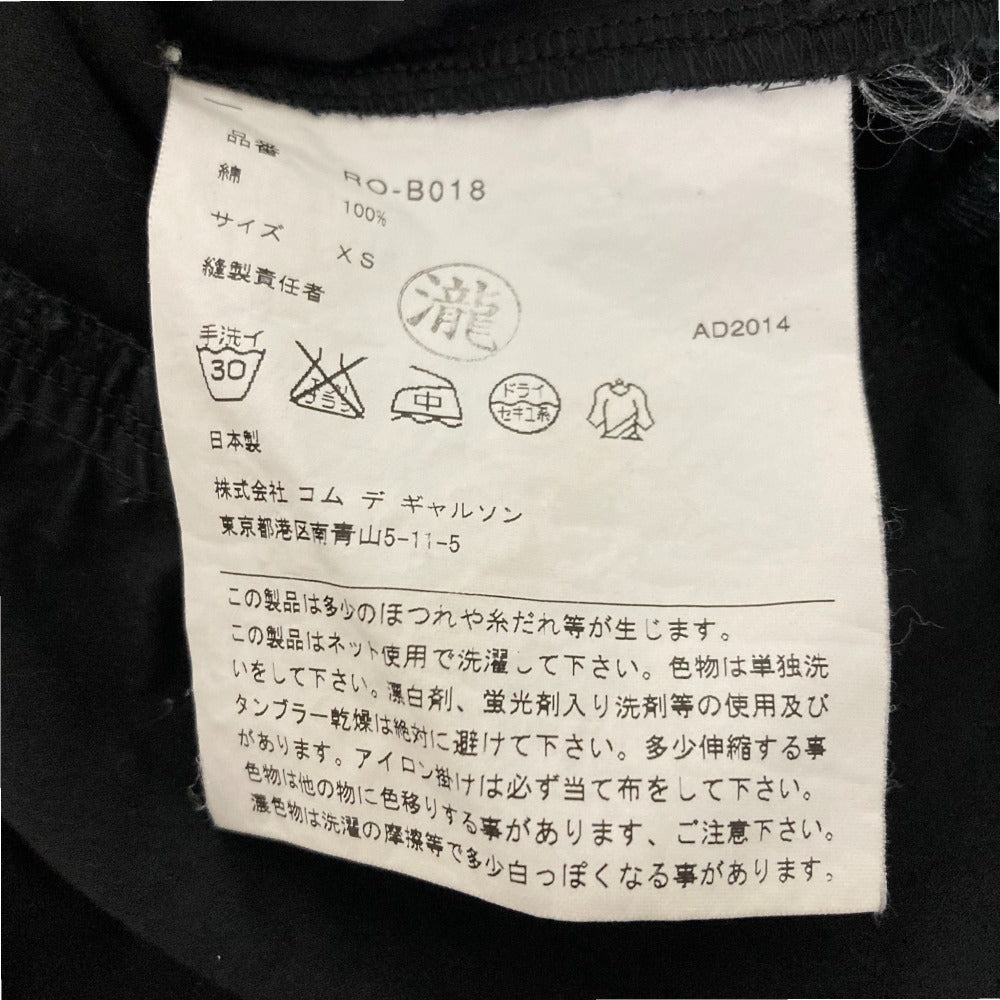 品番 RO-B018
綿 100%
サイズ XS
縫製責任者 瀧
AD2014
手洗イ
30
中
ドライ
セキユ系
日本製
株式会社 コム デ ギャルソン
東京都港区南青山5-11-5
この製品は多少のほつれや糸だれ等が生じます。
この製品はネット使用で洗濯して下さい。色物は単独洗
いをして下さい。漂白剤、蛍光剤入り洗剤等の使用及び
タンブラー乾燥は絶対に避けて下さい。多少伸縮する事
があります。アイロン掛けは必ず当て布をして下さい。
色物は他の物に色移りする事があります、ご注意下さい。
濃色物は洗濯の摩擦等で多少白っぽくなる事があります。